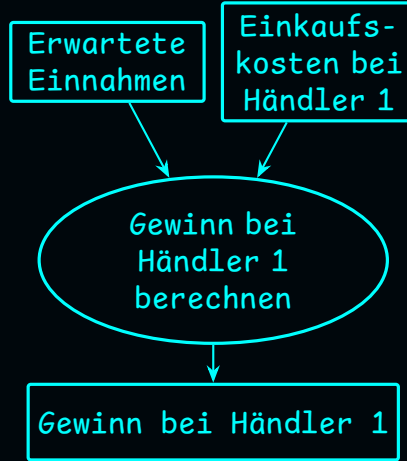 Erwartete
Einnahmen
Einkaufs-
kosten bei
Händler 1
Gewinn bei
Händler 1
berechnen
Gewinn bei Händler 1